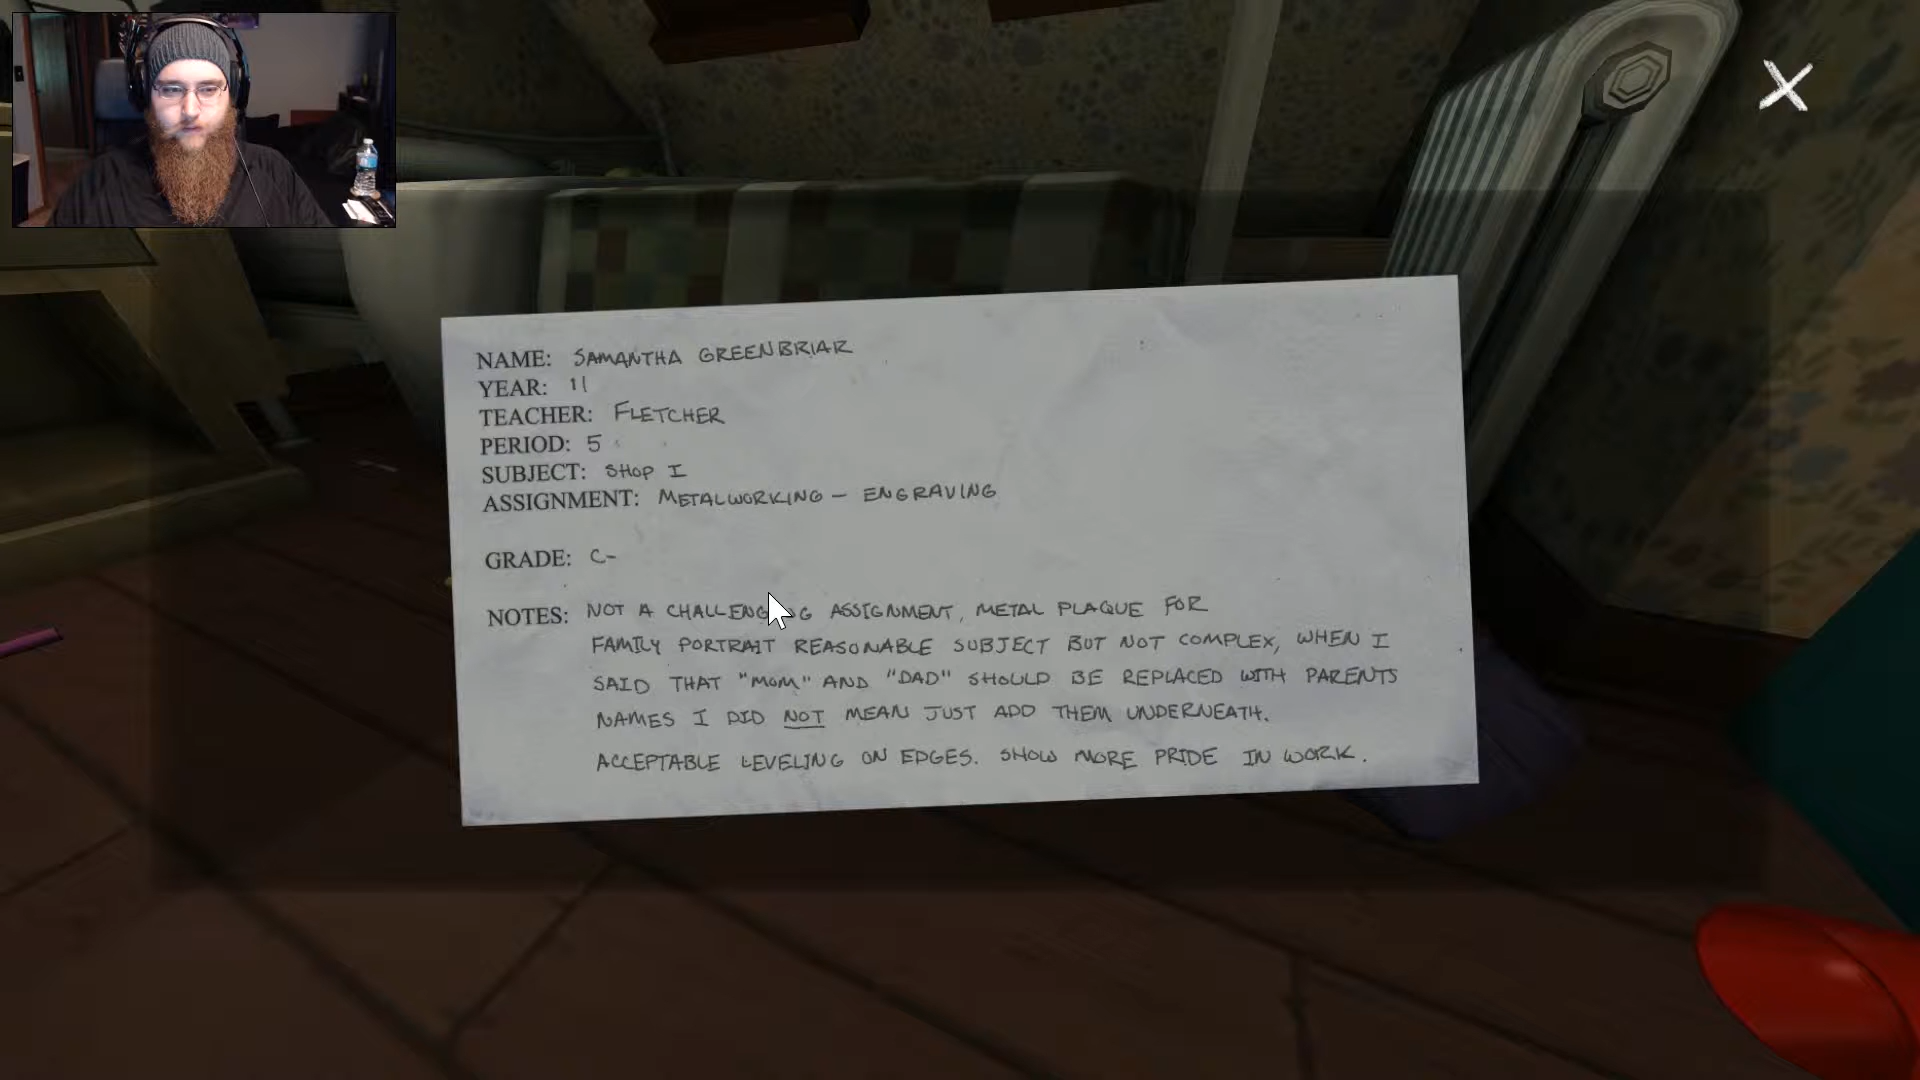 NAME: SAMANTHA GREENBRIAR
YEAR: 11
TEACHER: FLETCHER
PERIOD: 5
SUBJECT: SHOP I
ASSIGNMENT: METALWORKING – ENGRAVING
GRADE: C-
NOTES: NOT A CHALLENGING ASSIGNMENT, METAL PLAQUE FOR
FAMILY PORTRAIT REASONABLE SUBJECT BUT NOT COMPLEX, WHEN I
SAID THAT "MOM" AND "DAD" SHOULD BE REPLACED WITH PARENTS
NAMES I DID NOT MEAN JUST ADD THEM UNDERNEATH.
ACCEPTABLE LEVELING ON EDGES. SHOW MORE PRIDE IN WORK.